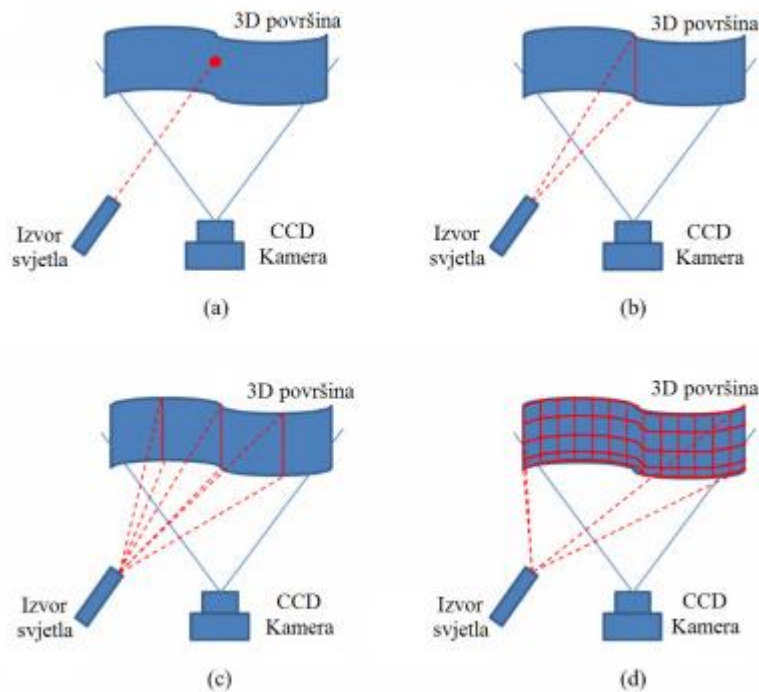 3D površina
Izvor
svjetla
CCD
Kamera
(a)
3D površina
Izvor
svjetla
CCD
Kamera
(b)
3D površina
Izvor
svjetla
CCD
Kamera
(c)
3D površina
Izvor
svjetla
CCD
Kamera
(d)